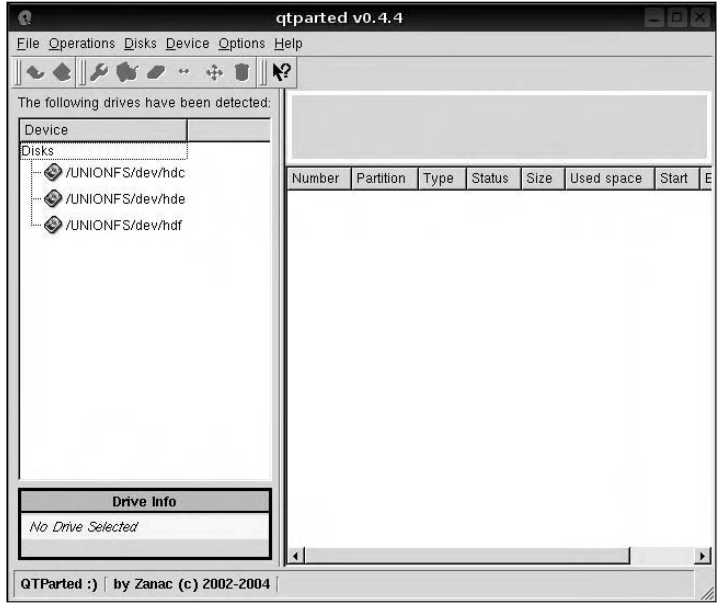 qtparted v0.4.4
File Operations Disks Device Options Help
The following drives have been detected:
Device
Disks
/UNIONFS/dev/hdc
/UNIONFS/dev/hde
/UNIONFS/dev/hdf
Number Partition Type Status Size Used space Start E
Drive Info
No Drive Selected
QTParted :) by Zanac (c) 2002-2004